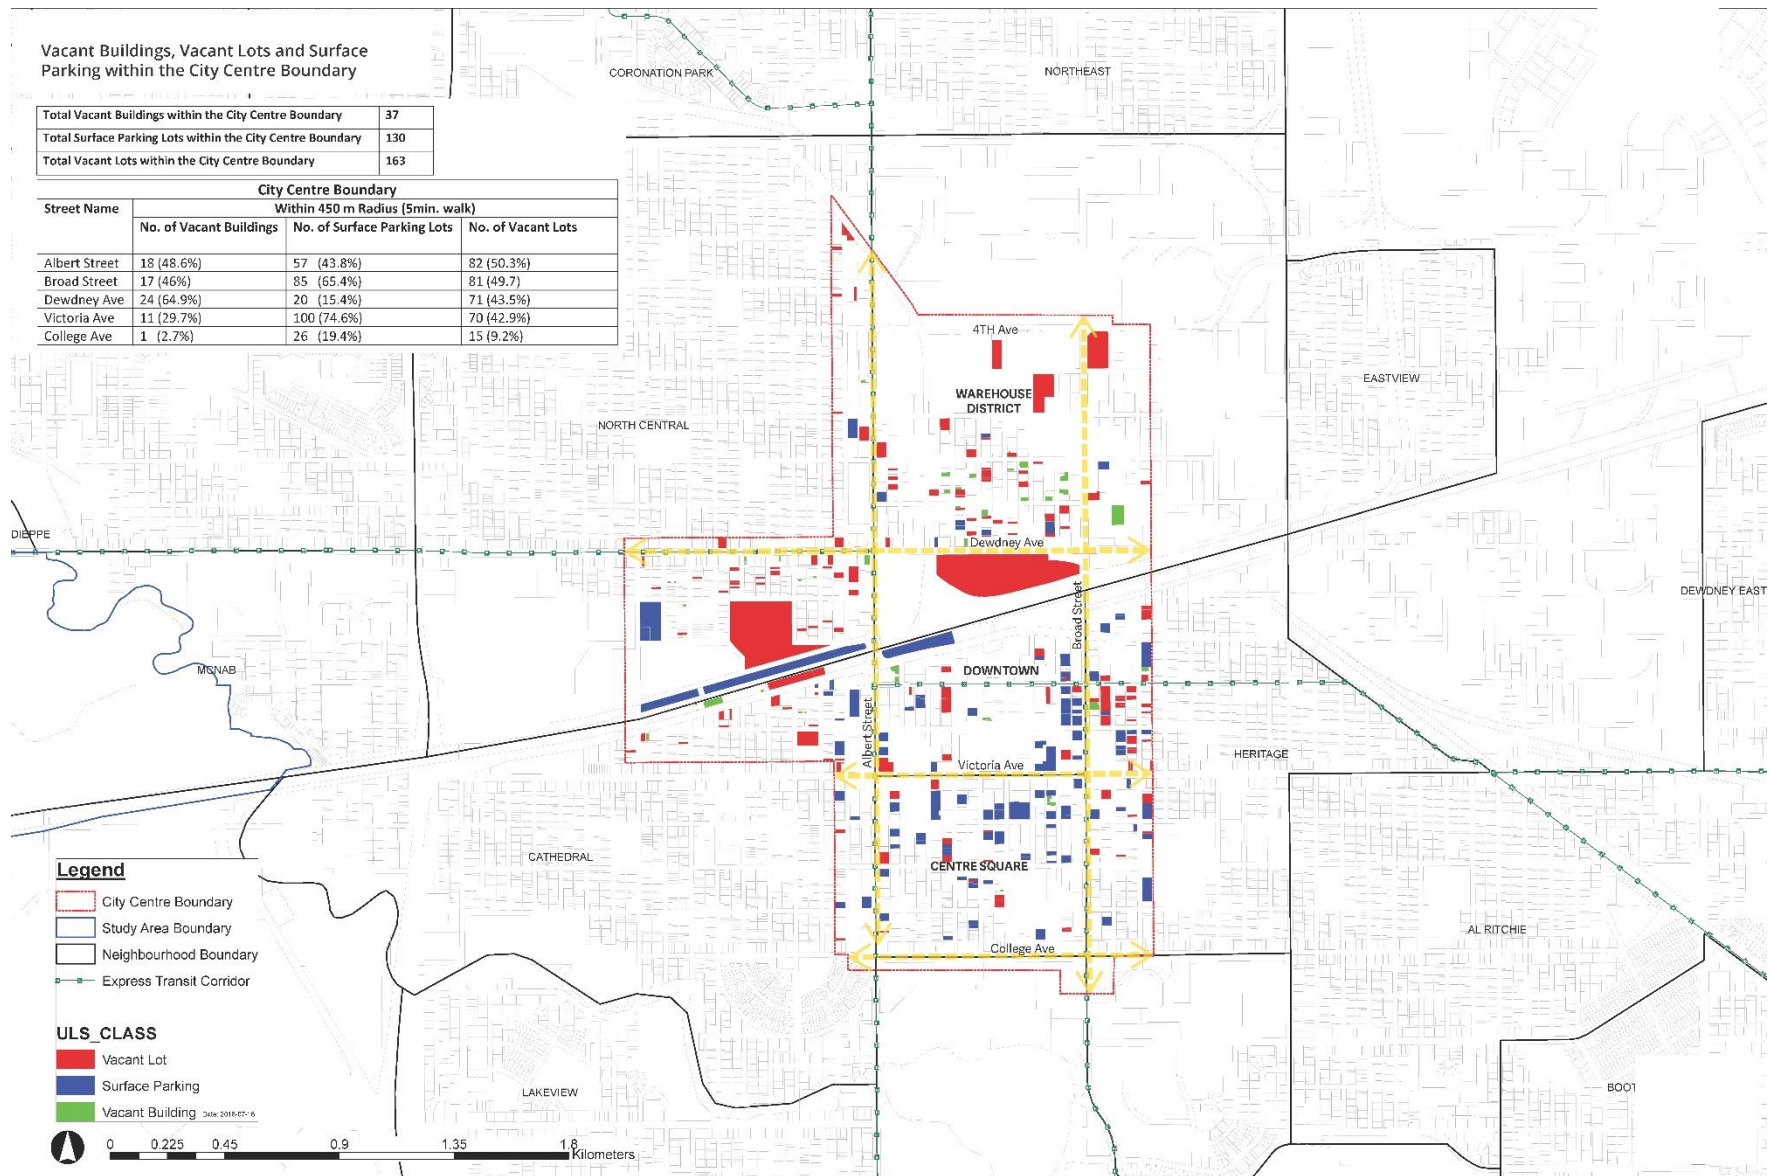 Vacant Buildings, Vacant Lots and Surface
Parking within the City Centre Boundary
Total Vacant Buildings within the City Centre Boundary 37
Total Surface Parking Lots within the City Centre Boundary 130
Total Vacant Lots within the City Centre Boundary 163
City Centre Boundary
Street Name Within 450 m Radius (5min. walk)
No. of Vacant Buildings No. of Surface Parking Lots No. of Vacant Lots
Albert Street 18 (48.6%) 57 (43.8%) 82 (50.3%)
Broad Street 17 (46%) 85 (65.4%) 81 (49.7)
Dewdney Ave 24 (64.9%) 20 (15.4%) 71 (43.5%)
Victoria Ave 11 (29.7%) 100 (74.6%) 70 (42.9%)
College Ave 1 (2.7%) 26 (19.4%) 15 (9.2%)
CORONATION PARK
NORTHEAST
4TH Ave
WAREHOUSE
DISTRICT
EASTVIEW
NORTH CENTRAL
DIEPPE
Dewdney Ave
DEWDNEY EAST
Broad Street
MCNAB
DOWNTOWN
Albert Street
HERITAGE
Victoria Ave
CATHEDRAL
CENTRE SQUARE
AL RITCHIE
College Ave
LAKEVIEW
BOOT
Legend
City Centre Boundary
Study Area Boundary
Neighbourhood Boundary
Express Transit Corridor
ULS_CLASS
Vacant Lot
Surface Parking
Vacant Building Date: 2018-07-16
0 0.225 0.45 0.9 1.35 1.8
Kilometers